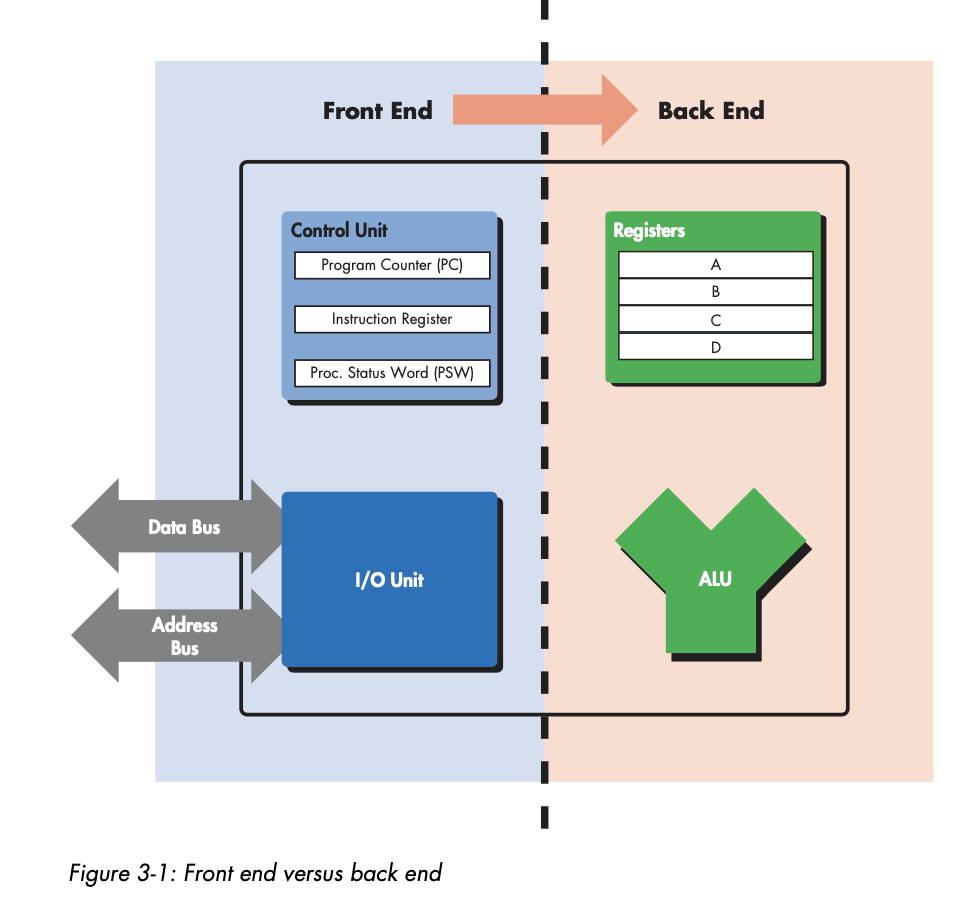 Front End
Back End
Control Unit
Program Counter (PC)
Instruction Register
Proc. Status Word (PSW)
Registers
A
B
C
D
Data Bus
Address
Bus
I/O Unit
ALU
Figure 3-1: Front end versus back end